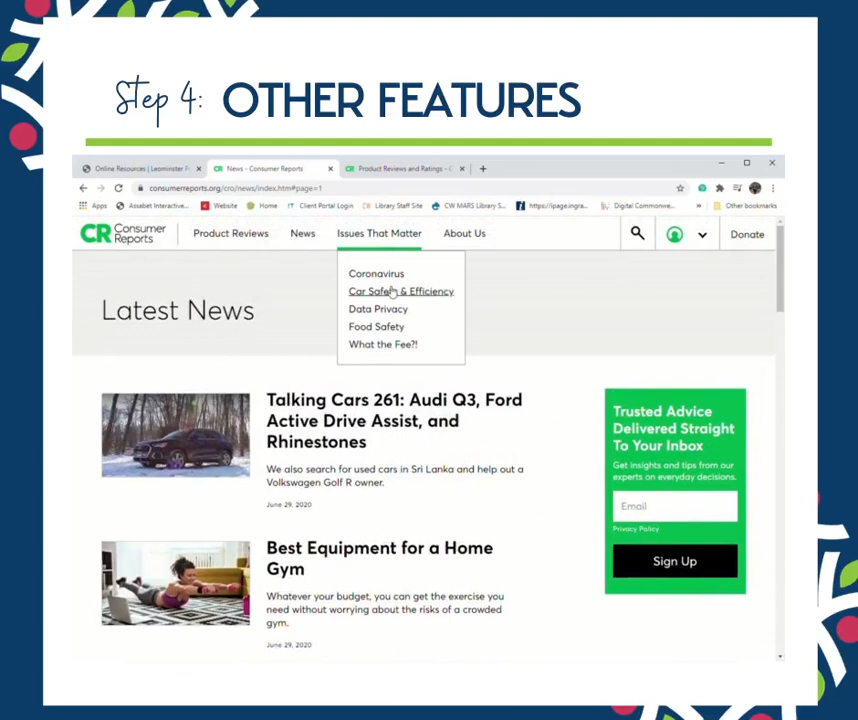 Step 4: OTHER FEATURES
Online Resources | Leominster
News - Consumer Reports
Product Reviews and Ratings - C
consumerreports.org/cro/news/index.htm#page=1
Apps
Assabet Interactive...
Website
Home
Client Portal Login
Library Staff Site
CW MARS Library S...
https://ipage.ingra...
Digital Commonwe...
Other bookmarks
CR Consumer
Reports
Product Reviews
News
Issues That Matter
About Us
Donate
Coronavirus
Car Safety & Efficiency
Data Privacy
Food Safety
What the Fee?!
Latest News
Talking Cars 261: Audi Q3, Ford
Active Drive Assist, and
Rhinestones
We also search for used cars in Sri Lanka and help out a
Volkswagen Golf R owner.
June 29, 2020
Best Equipment for a Home
Gym
Whatever your budget, you can get the exercise you
need without worrying about the risks of a crowded
gym.
June 29, 2020
Trusted Advice
Delivered Straight
To Your Inbox
Get insights and tips from our
experts on everyday decisions.
Email
Privacy Policy
Sign Up